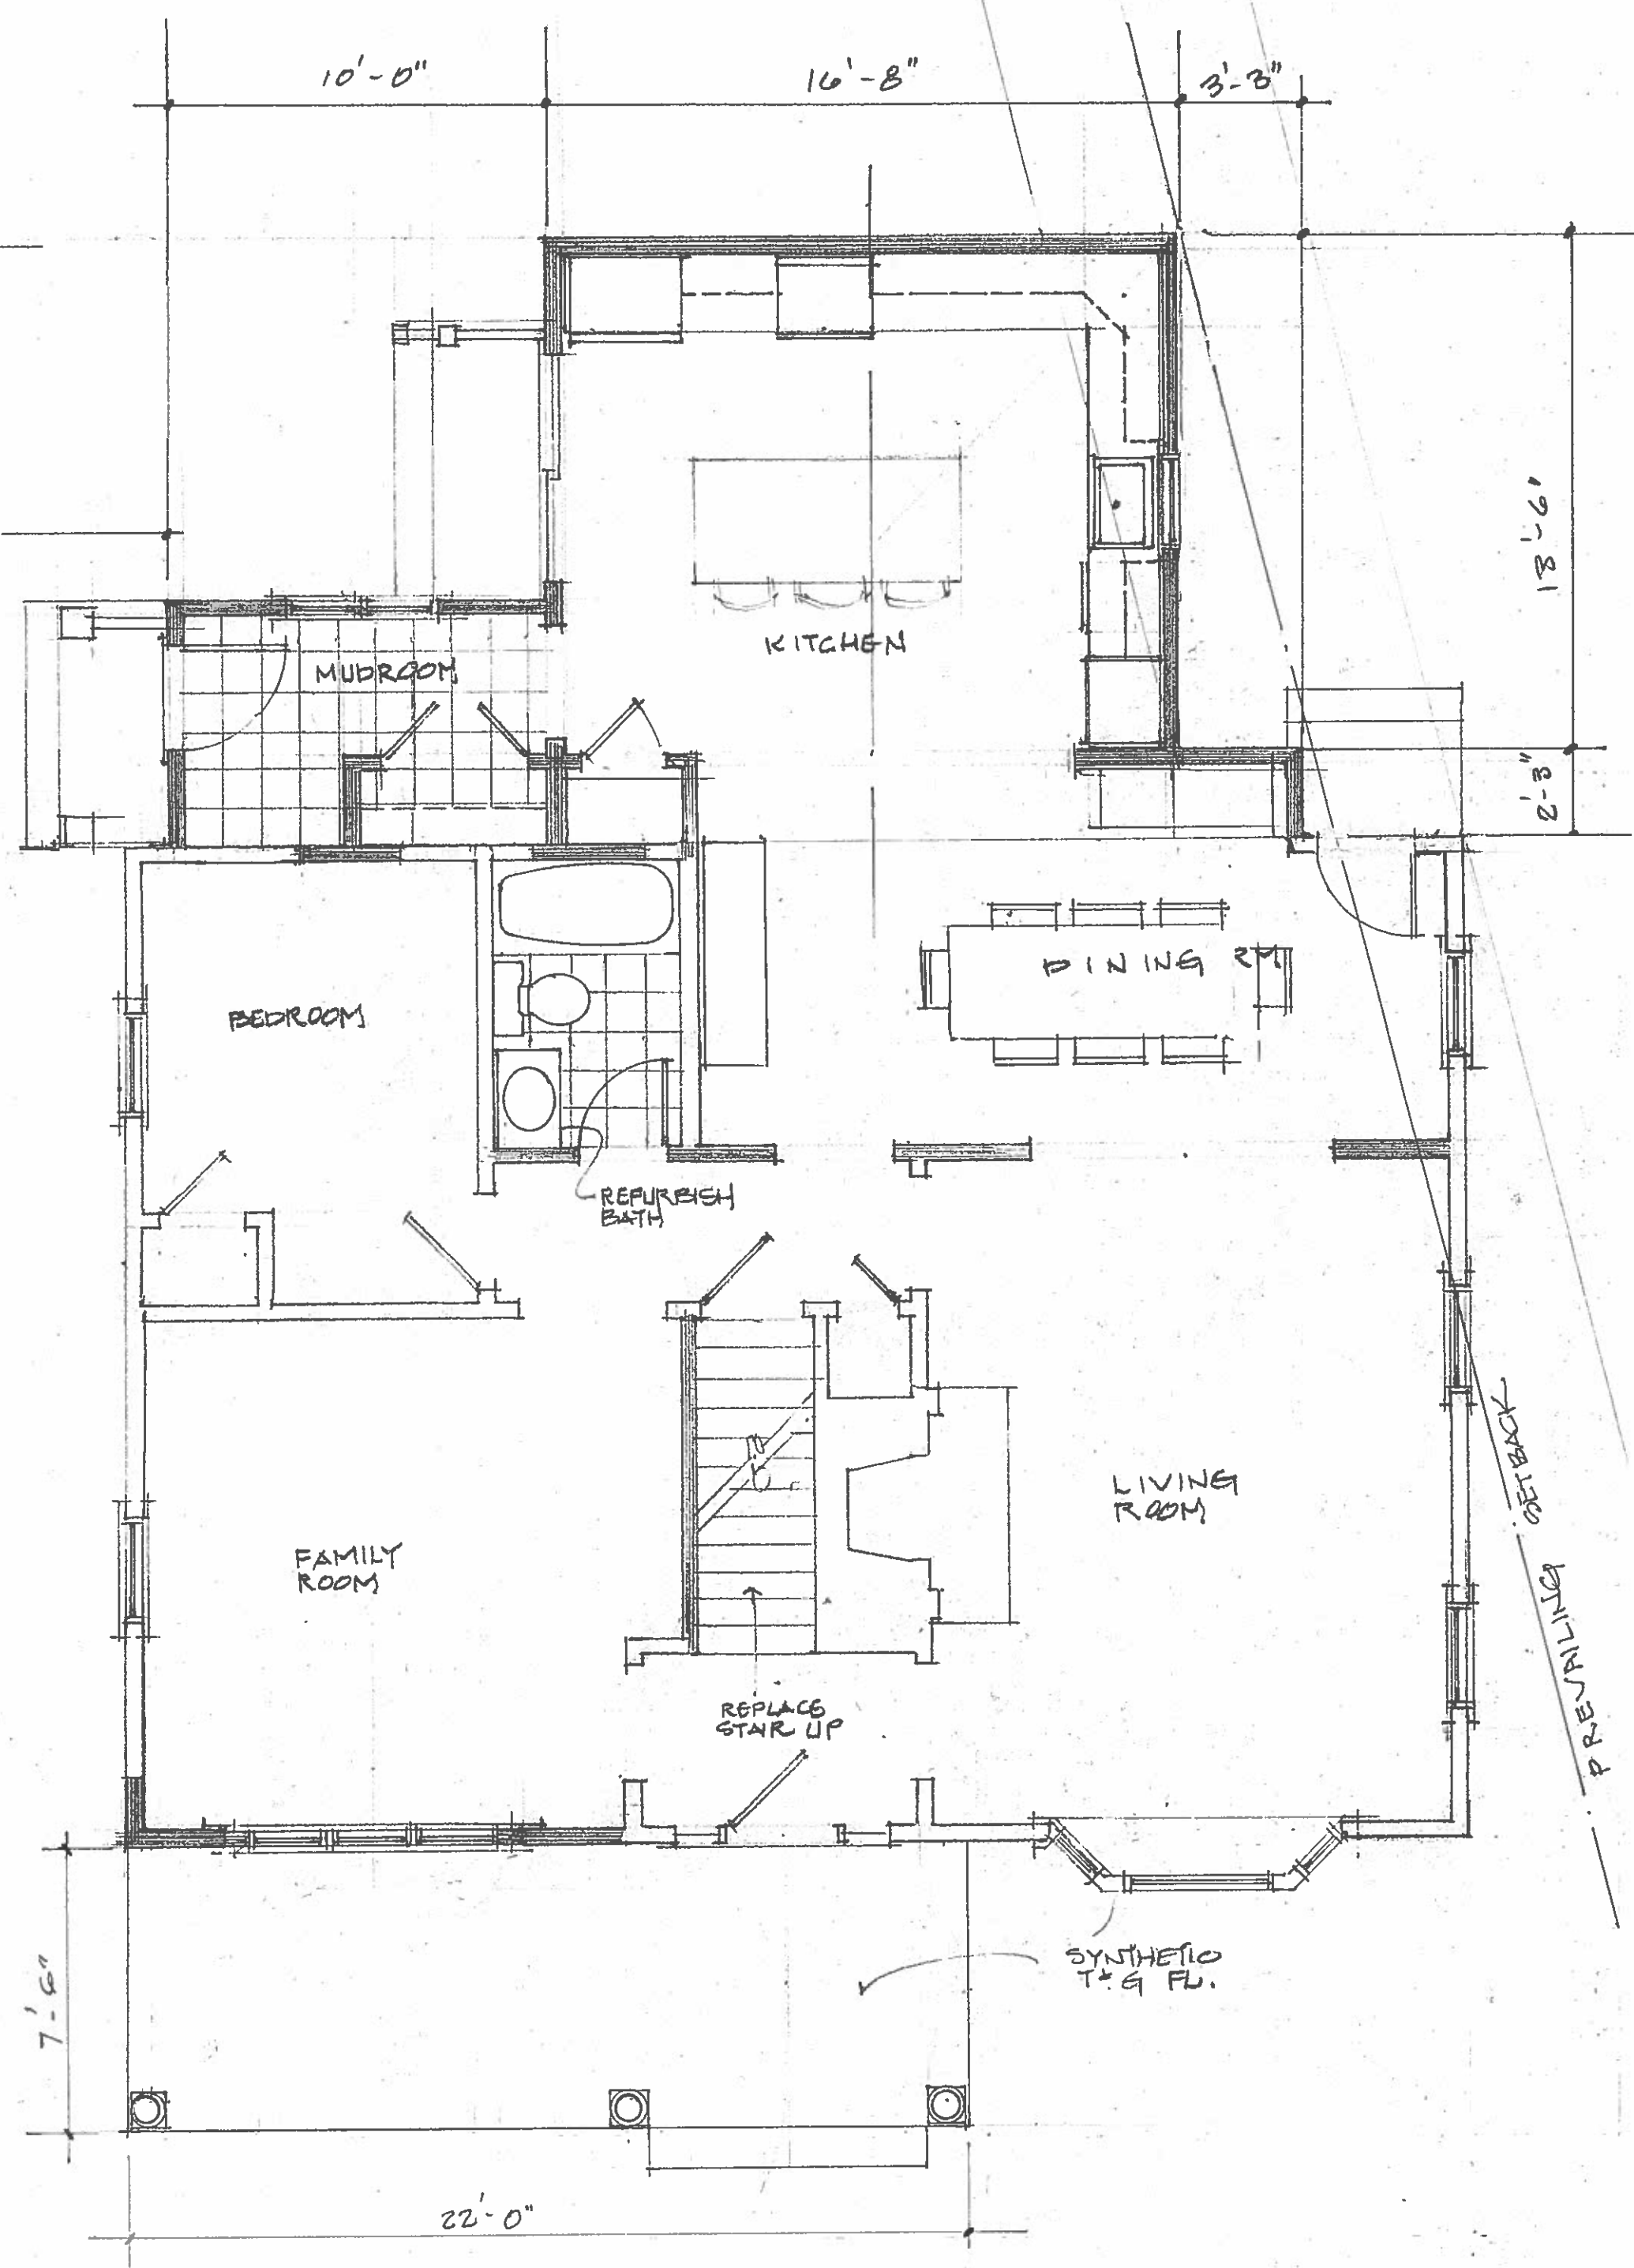 10'-0"
16'-8"
3'-3"
13'-6"
KITCHEN
MUDROOM
2'-3"
DINING RM
BEDROOM
REFURBISH
BATH
SETBACK
LIVING
ROOM
FAMILY
ROOM
PREVAILING
REPLACE
STAIR UP
SYNTHETIC
T&G FL.
7'-6"
22'-0"